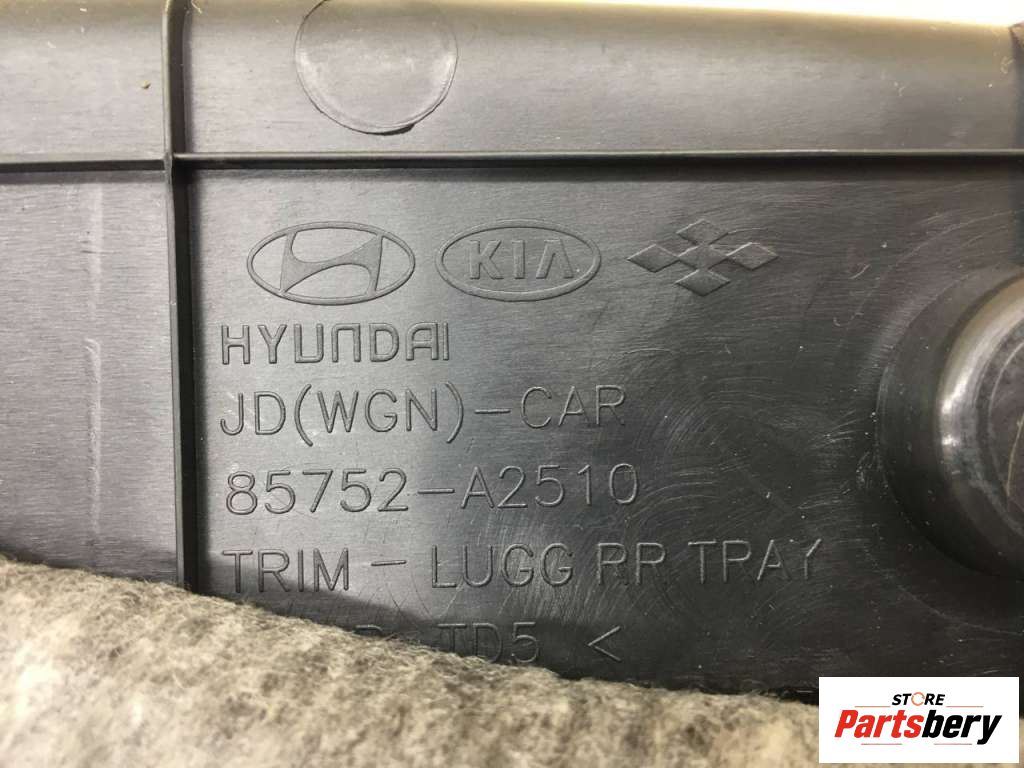 KIA
HYUNDAI
JD(WGN)-CAR
85752-A2510
TRIM - LUGG RR TRAY
TD5 <
STORE
Partsbery